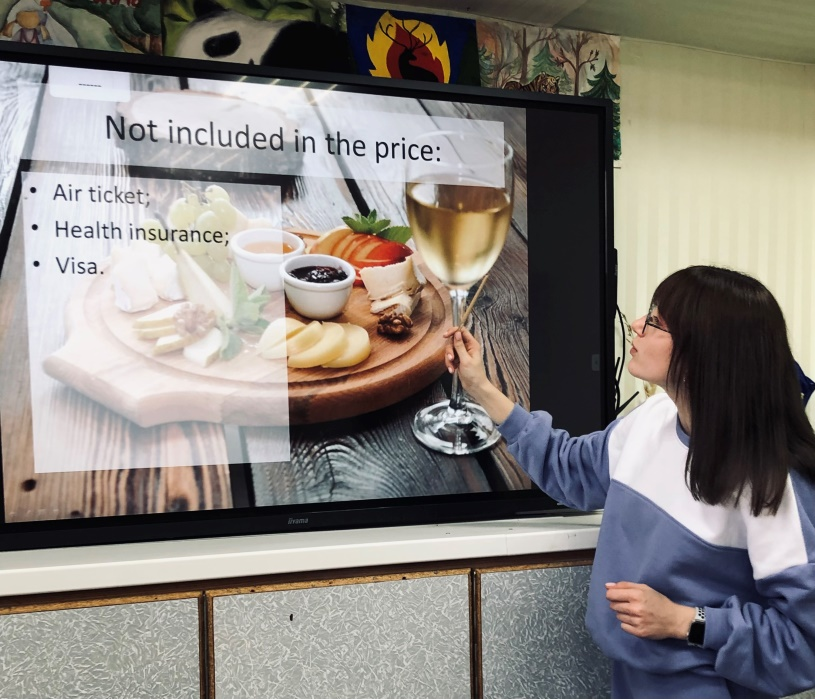 Not included in the price:
• Air ticket;
• Health insurance;
• Visa.
iiyama